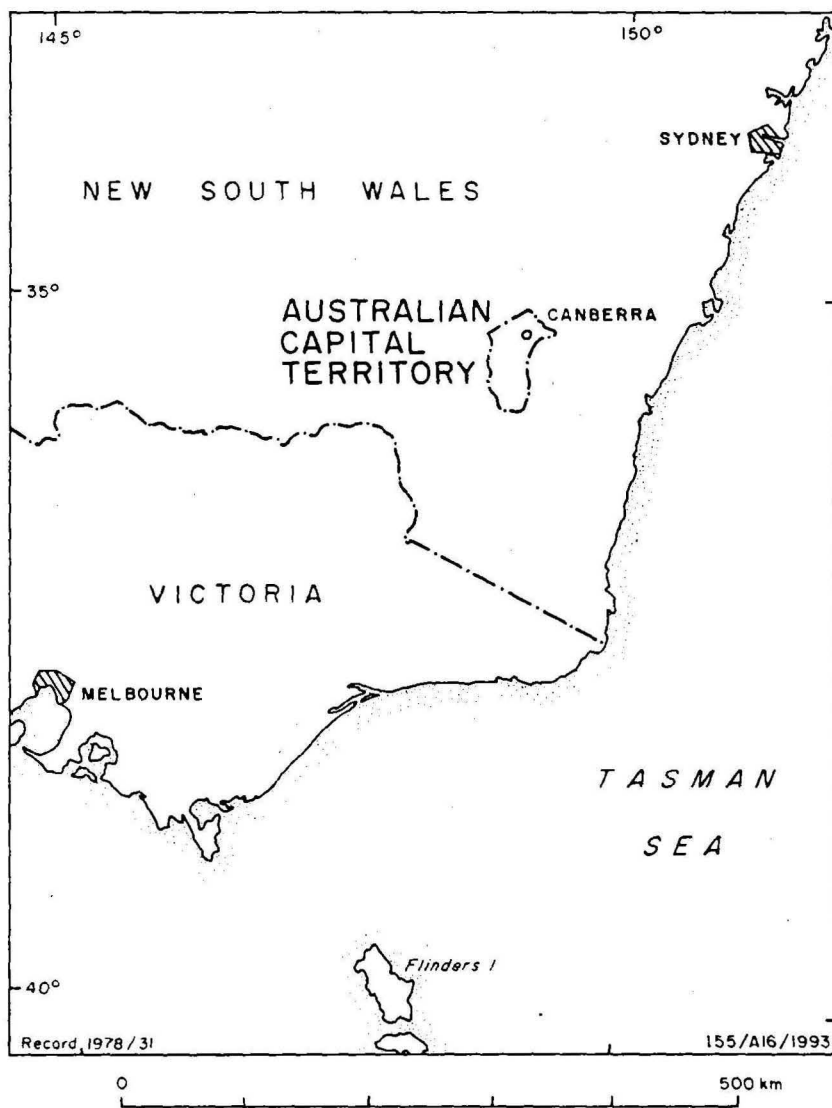 145° 150°
SYDNEY
NEW SOUTH WALES
35°
AUSTRALIAN
CAPITAL
TERRITORY
CANBERRA
VICTORIA
MELBOURNE
TASMAN
SEA
Flinders I
40°
Record 1978/31 155/A16/1993
0 500 km